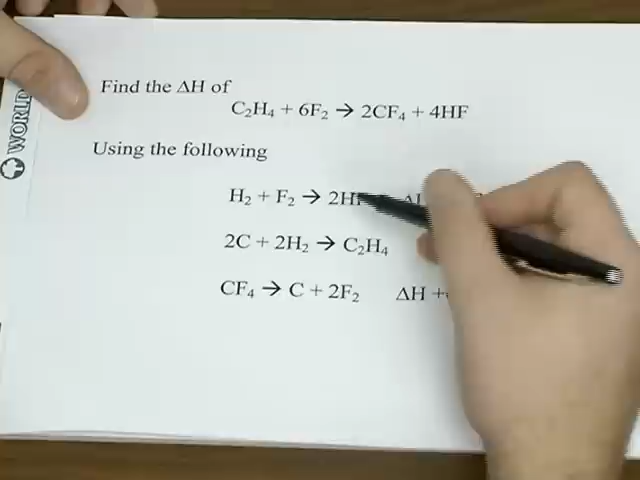 Find the ΔH of
C₂H₄ + 6F₂ → 2CF₄ + 4HF
Using the following
H₂ + F₂ → 2H
2C + 2H₂ → C₂H₄
CF₄ → C + 2F₂ ΔH +
WORLD